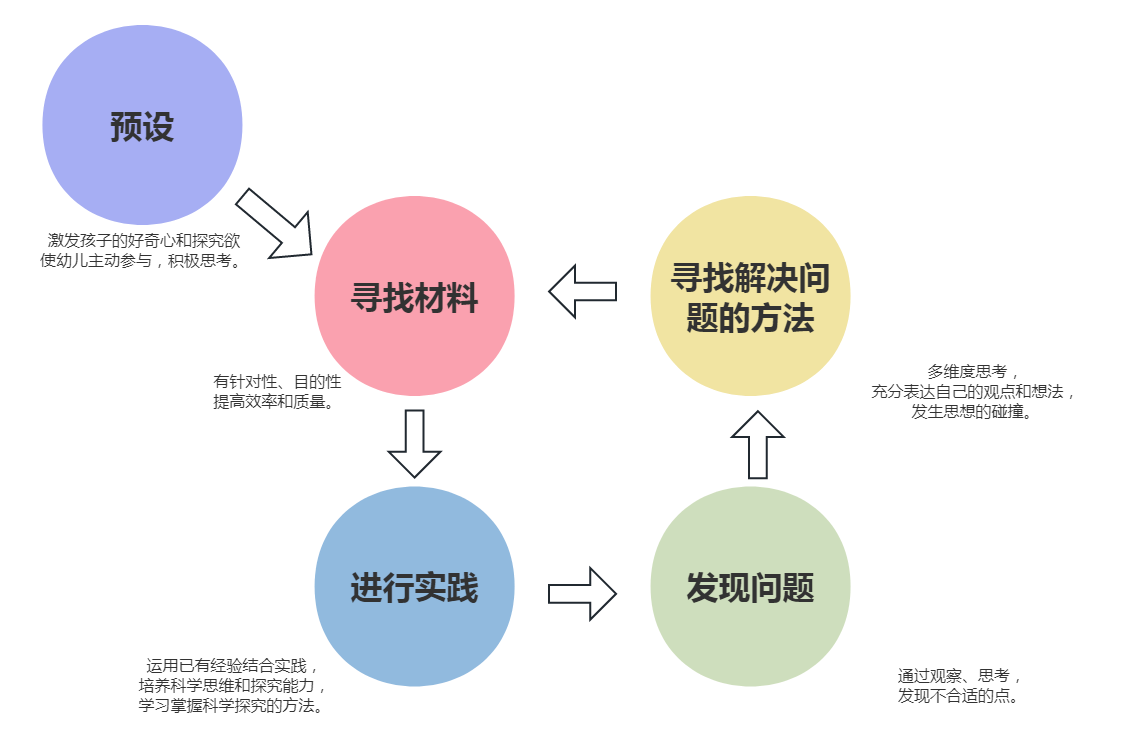 预设
激发孩子的好奇心和探究欲
使幼儿主动参与，积极思考。
寻找材料
有针对性、目的性
提高效率和质量。
寻找解决问
题的方法
多维度思考，
充分表达自己的观点和想法，
发生思想的碰撞。
进行实践
运用已有经验结合实践，
培养科学思维和探究能力，
学习掌握科学探究的方法。
发现问题
通过观察、思考，
发现不合适的点。